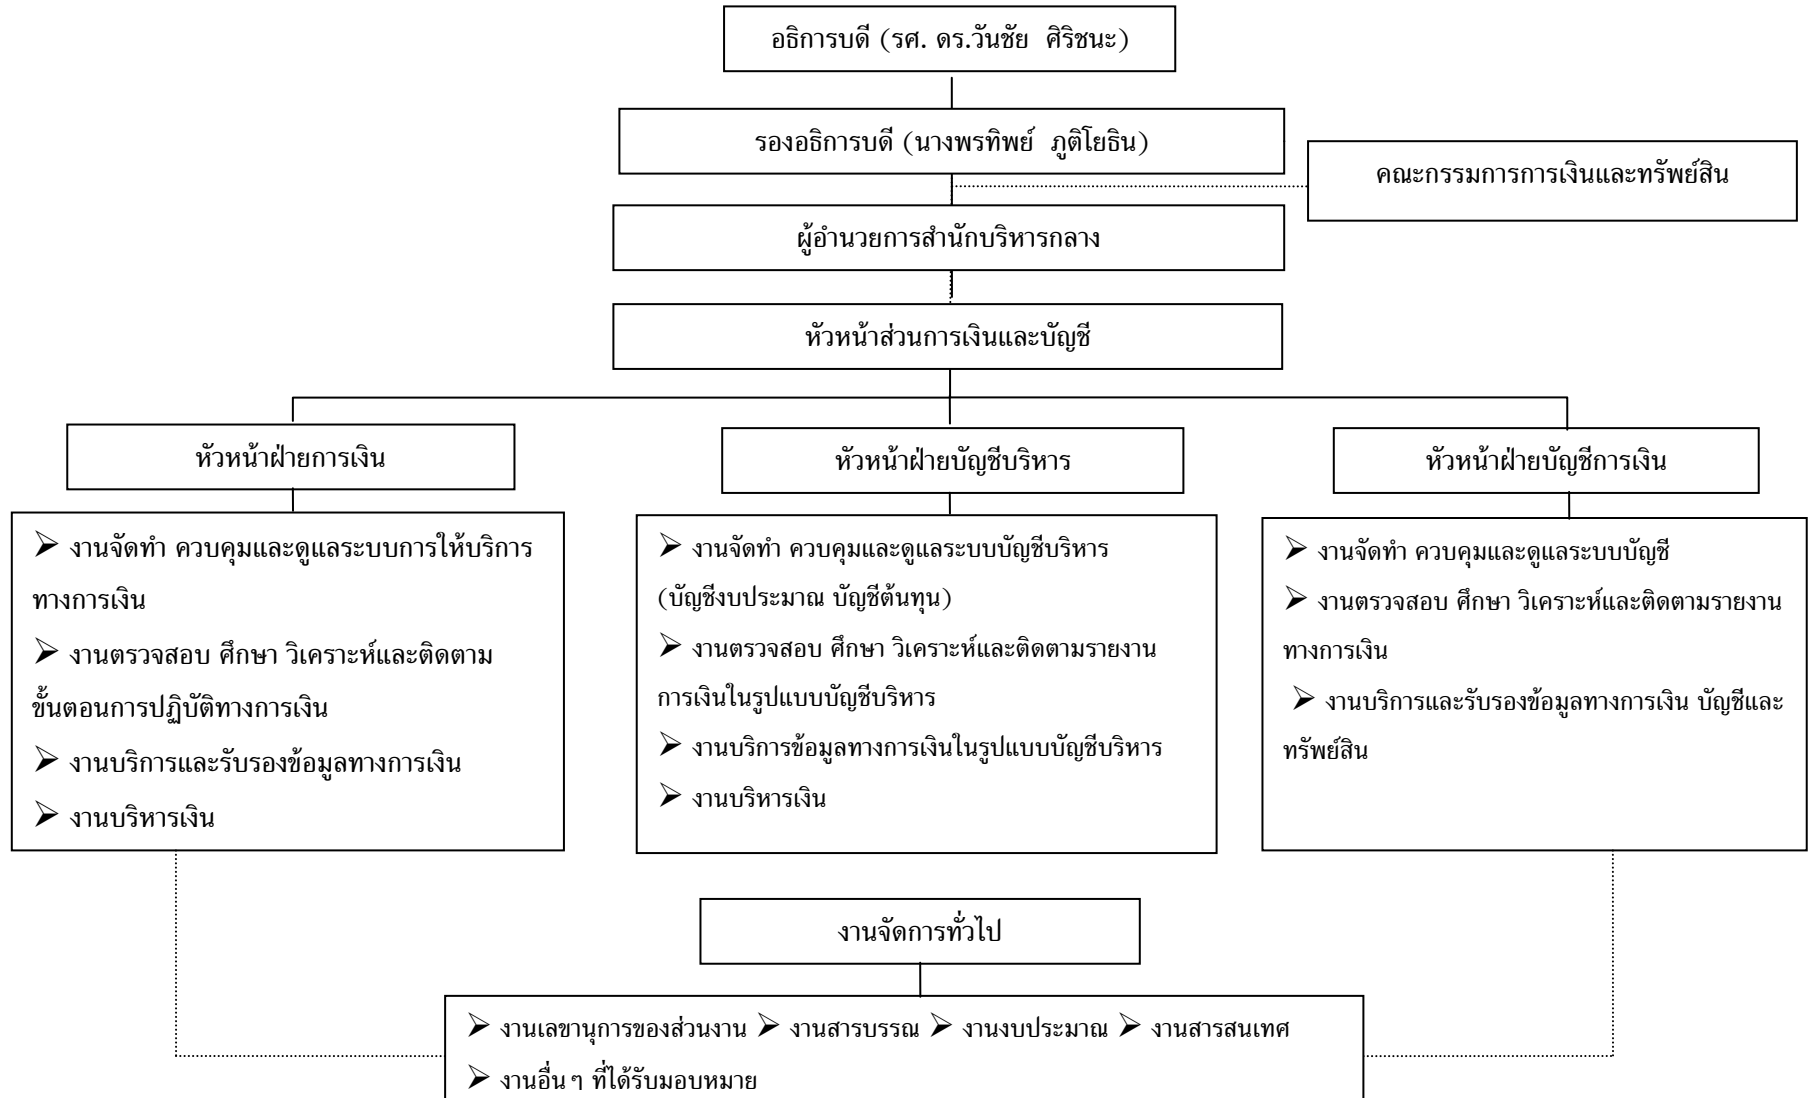 อธิการบดี (รศ. ดร.วันชัย ศิริชนะ)
รองอธิการบดี (นางพรทิพย์ ภูติโยธิน)
คณะกรรมการการเงินและทรัพย์สิน
ผู้อำนวยการสำนักบริหารกลาง
หัวหน้าส่วนการเงินและบัญชี
หัวหน้าฝ่ายการเงิน
➢ งานจัดทำ ควบคุมและดูแลระบบการให้บริการ
ทางการเงิน
➢ งานตรวจสอบ ศึกษา วิเคราะห์และติดตาม
ขั้นตอนการปฏิบัติทางการเงิน
➢ งานบริการและรับรองข้อมูลทางการเงิน
➢ งานบริหารเงิน
หัวหน้าฝ่ายบัญชีบริหาร
➢ งานจัดทำ ควบคุมและดูแลระบบบัญชีบริหาร
(บัญชีงบประมาณ บัญชีต้นทุน)
➢ งานตรวจสอบ ศึกษา วิเคราะห์และติดตามรายงาน
การเงินในรูปแบบบัญชีบริหาร
➢ งานบริการข้อมูลทางการเงินในรูปแบบบัญชีบริหาร
➢ งานบริหารเงิน
หัวหน้าฝ่ายบัญชีการเงิน
➢ งานจัดทำ ควบคุมและดูแลระบบบัญชี
➢ งานตรวจสอบ ศึกษา วิเคราะห์และติดตามรายงาน
ทางการเงิน
➢ งานบริการและรับรองข้อมูลทางการเงิน บัญชีและ
ทรัพย์สิน
งานจัดการทั่วไป
➢ งานเลขานุการของส่วนงาน ➢ งานสารบรรณ ➢ งานงบประมาณ ➢ งานสารสนเทศ
➢ งานอื่น ๆ ที่ได้รับมอบหมาย